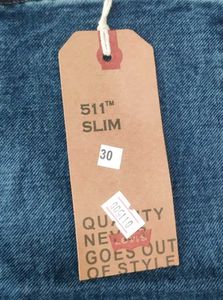 511™
SLIM
30
QUALITY
NEVER
GOES OUT
OF STYLE